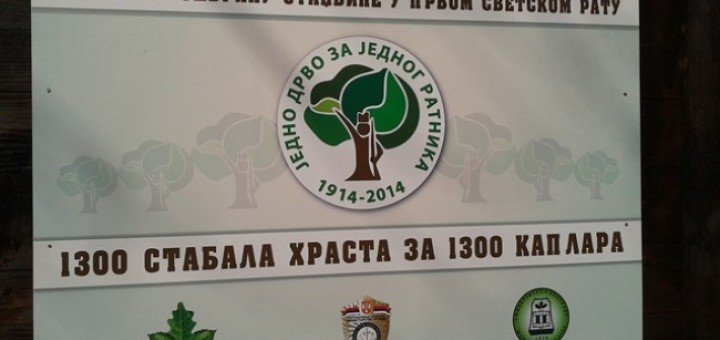 У ПРВОМ СВЕТСКОМ РАТУ
ЈЕДНО ДРВО ЗА ЈЕДНОГ РАТНИКА
1914-2014
1300 СТАБАЛА ХРАСТА ЗА 1300 КАПЛАРА